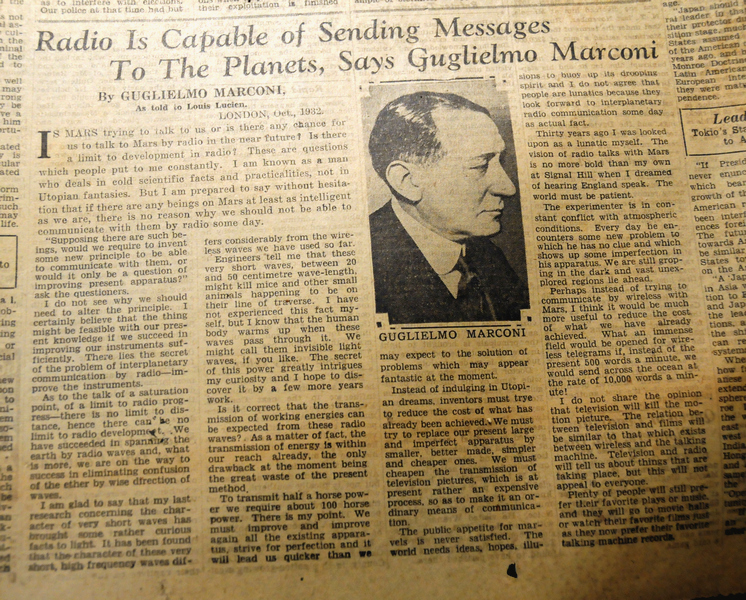 Radio Is Capable of Sending Messages
To The Planets, Says Guglielmo Marconi
By GUGLIELMO MARCONI,
As told to Louis Lucien.
LONDON, Oct., 1932.
IS MARS trying to talk to us or is there any chance for
us to talk to Mars by radio in the near future? Is there
a limit to development in radio? These are questions
which people put to me constantly. I am known as a man
who deals in cold scientific facts and practicalities, not in
Utopian fantasies. But I am prepared to say without hesita-
tion that if there are any beings on Mars at least as intelligent
as we are, there is no reason why we should not be able to
communicate with them by radio some day.
"Supposing there are such be-
ings, would we require to invent
some new principle to be able
to communicate with them, or
would it only be a question of
improving present apparatus?"
ask the questioners.
I do not see why we should
need to alter the principle. I
certainly believe that the thing
might be feasible with our pres-
ent knowledge if we succeed in
improving our instruments suf-
ficiently. There lies the secret
of the problem of interplanetary
communication by radio—im-
prove the instruments.
As to the talk of a saturation
point, of a limit to radio prog-
ress—there is no limit to dis-
tance, hence there can be no
limit to radio development. We
have succeeded in spanning the
earth by radio waves and, what
is more, we are on the way to
success in eliminating confusion
of the ether by wise direction of
waves.
I am glad to say that my last
research concerning the char-
acter of very short waves has
brought some rather curious
facts to light. It has been found
that the character of these very
short, high frequency waves dif-
fers considerably from the wire-
less waves we have used so far.
Engineers tell me that these
very short waves, between 20
and 50 centimetre wave-length,
might kill mice and other small
animals happening to be on
their line of traverse. I have
not experienced this fact my-
self, but I know that the human
body warms up when these
waves pass through it. We
might call them invisible light
waves, if you like. The secret
of this power greatly intrigues
my curiosity and I hope to dis-
cover it by a few more years
work.
Is it correct that the trans-
mission of working energies can
be expected from these radio
waves? As a matter of fact, the
transmission of energy is within
our reach already, the only
drawback at the moment being
the great waste of the present
method.
To transmit half a horse pow-
er we require about 100 horse
power. There is my point. We
must improve and improve
again all the existing appara-
tus, strive for perfection and it
will lead us quicker than we
GUGLIELMO MARCONI
may expect to the solution of
problems which may appear
fantastic at the moment.
Instead of indulging in Utopi-
an dreams, inventors must trye
to reduce the cost of what has
already been achieved. We must
try to replace our present large
and imperfect apparatus by
smaller, better made, simpler
and cheaper ones. We must
cheapen the transmission of
television pictures, which is at
present rather an expensive
process, so as to make it an or-
dinary means of communica-
tion.
The public appetite for mar-
vels is never satisfied. The
world needs ideas, hopes, illu-
sions to buoy up its drooping
spirit and I do not agree that
people are lunatics because they
look forward to interplanetary
radio communication some day
as actual fact.
Thirty years ago I was looked
upon as a lunatic myself. The
vision of radio talks with Mars
is no more bold than my own
at Signal Hill when I dreamed
of hearing England speak. The
world must be patient.
The experimenter is in con-
stant conflict with atmospheric
conditions. Every day he en-
counters some new problem to
which he has no clue and which
shows up some imperfection in
his apparatus. We are still grop-
ing in the dark and vast unex-
plored regions lie ahead.
Perhaps instead of trying to
communicate by wireless with
Mars, I think it would be much
more useful to reduce the cost
of what we have already
achieved. What an immense
field would be opened for wire-
less telegrams if, instead of the
present 500 words a minute, we
would send across the ocean at
the rate of 10,000 words a min-
ute!
I do not share the opinion
that television will kill the mo-
tion picture. The relation be-
tween television and films will
be similar to that which exists
between wireless and the talking
machine. Television and radio
will tell us about things that are
taking place, but this will not
appeal to everyone.
Plenty of people will still pre-
fer their favorite plays or music,
and they will go to movie halls
or watch their favorite films just
as they now prefer their favorite
talking-machine records.